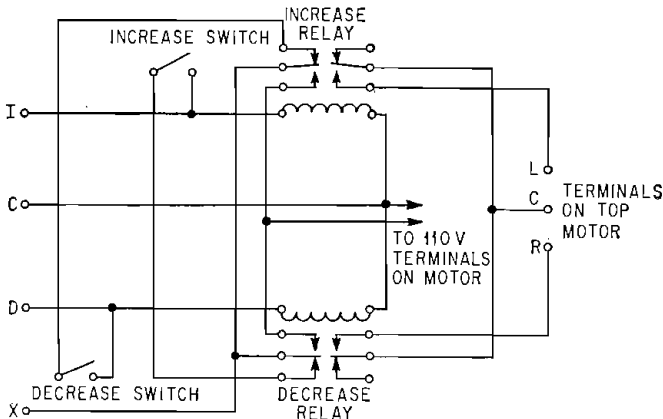 INCREASE
RELAY
INCREASE SWITCH
I
L
C
TERMINALS
ON TOP
MOTOR
C
R
TO 110V
TERMINALS
ON MOTOR
D
DECREASE SWITCH
X
DECREASE
RELAY